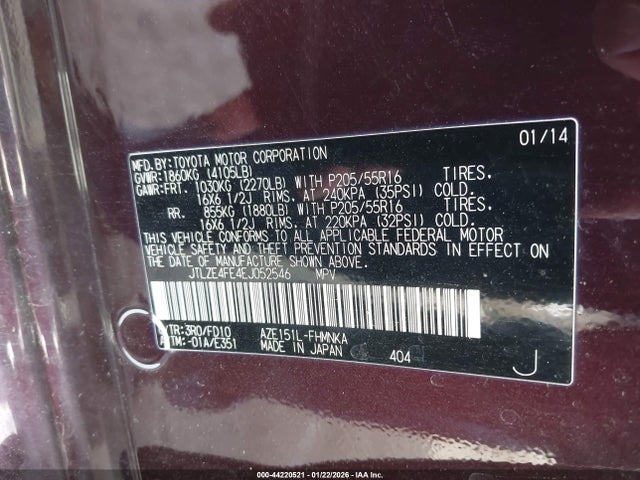 01/14
MFD.BY:TOYOTA MOTOR CORPORATION
GVWR:1860KG (4105LB)
GAWR:FRT. 1030KG (2270LB) WITH P205/55R16 TIRES.
16X6 1/2J RIMS. AT 240KPA (35PSI) COLD.
RR. 855KG (1880LB) WITH P205/55R16 TIRES.
16X6 1/2J RIMS. AT 220KPA (32PSI) COLD.
THIS VEHICLE CONFORMS TO ALL APPLICABLE FEDERAL MOTOR
VEHICLE SAFETY AND THEFT PREVENTION STANDARDS IN EFFECT ON
THE DATE OF MANUFACTURE SHOWN ABOVE.
JTLZE4FE4EJ052546 MPV
C/TR:3R0/FD10 AZE151L-FHMNKA
A/TM:-01A/E351 MADE IN JAPAN 404 J
000-44220521 - 01/22/2026 - IAA Inc.